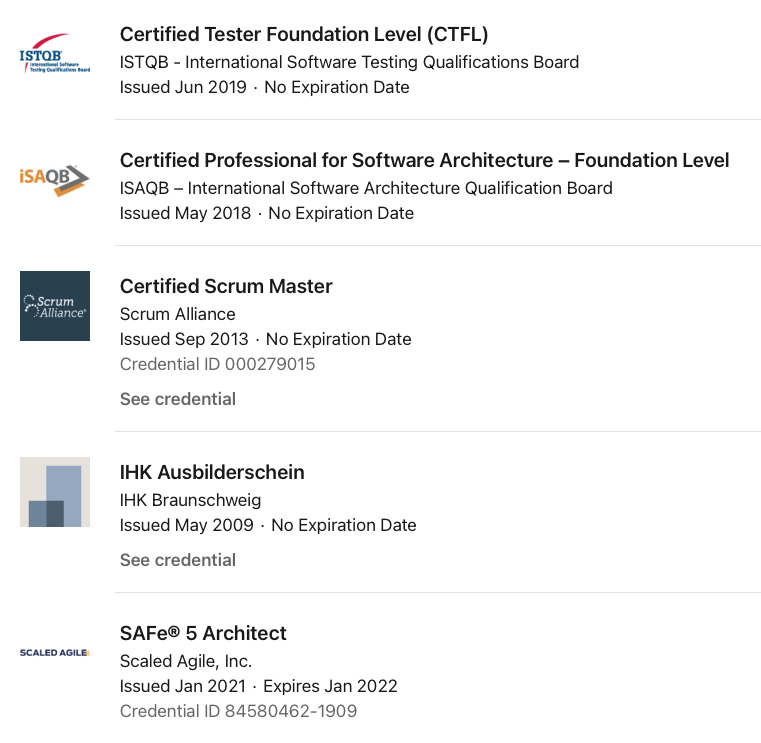 ISTQB
International Software
Testing Qualifications Board
Certified Tester Foundation Level (CTFL)
ISTQB - International Software Testing Qualifications Board
Issued Jun 2019 · No Expiration Date
iSAQB
Certified Professional for Software Architecture – Foundation Level
ISAQB – International Software Architecture Qualification Board
Issued May 2018 · No Expiration Date
Scrum
Alliance®
Certified Scrum Master
Scrum Alliance
Issued Sep 2013 · No Expiration Date
Credential ID 000279015
See credential
IHK Ausbilderschein
IHK Braunschweig
Issued May 2009 · No Expiration Date
See credential
SCALED AGILE
SAFe® 5 Architect
Scaled Agile, Inc.
Issued Jan 2021 · Expires Jan 2022
Credential ID 84580462-1909